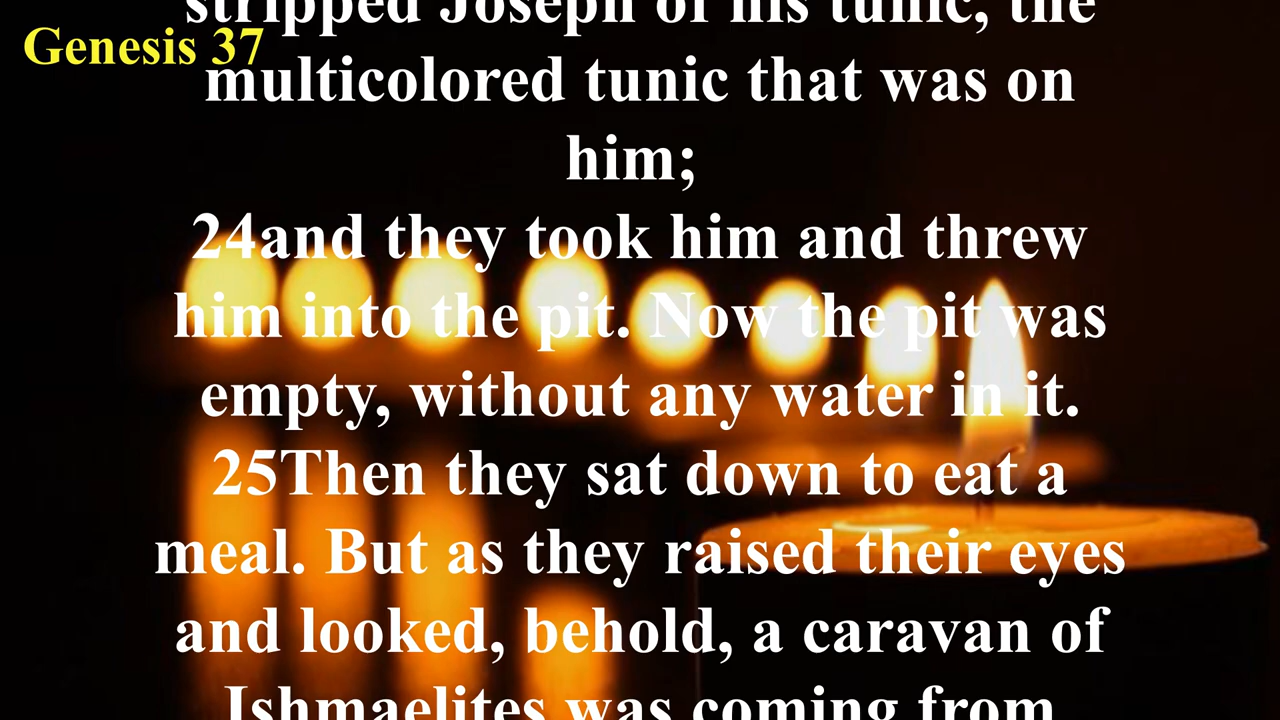 Genesis 37
stripped Joseph of his tunic, the
multicolored tunic that was on
him;
24and they took him and threw
him into the pit. Now the pit was
empty, without any water in it.
25Then they sat down to eat a
meal. But as they raised their eyes
and looked, behold, a caravan of
Ishmaelites was coming from